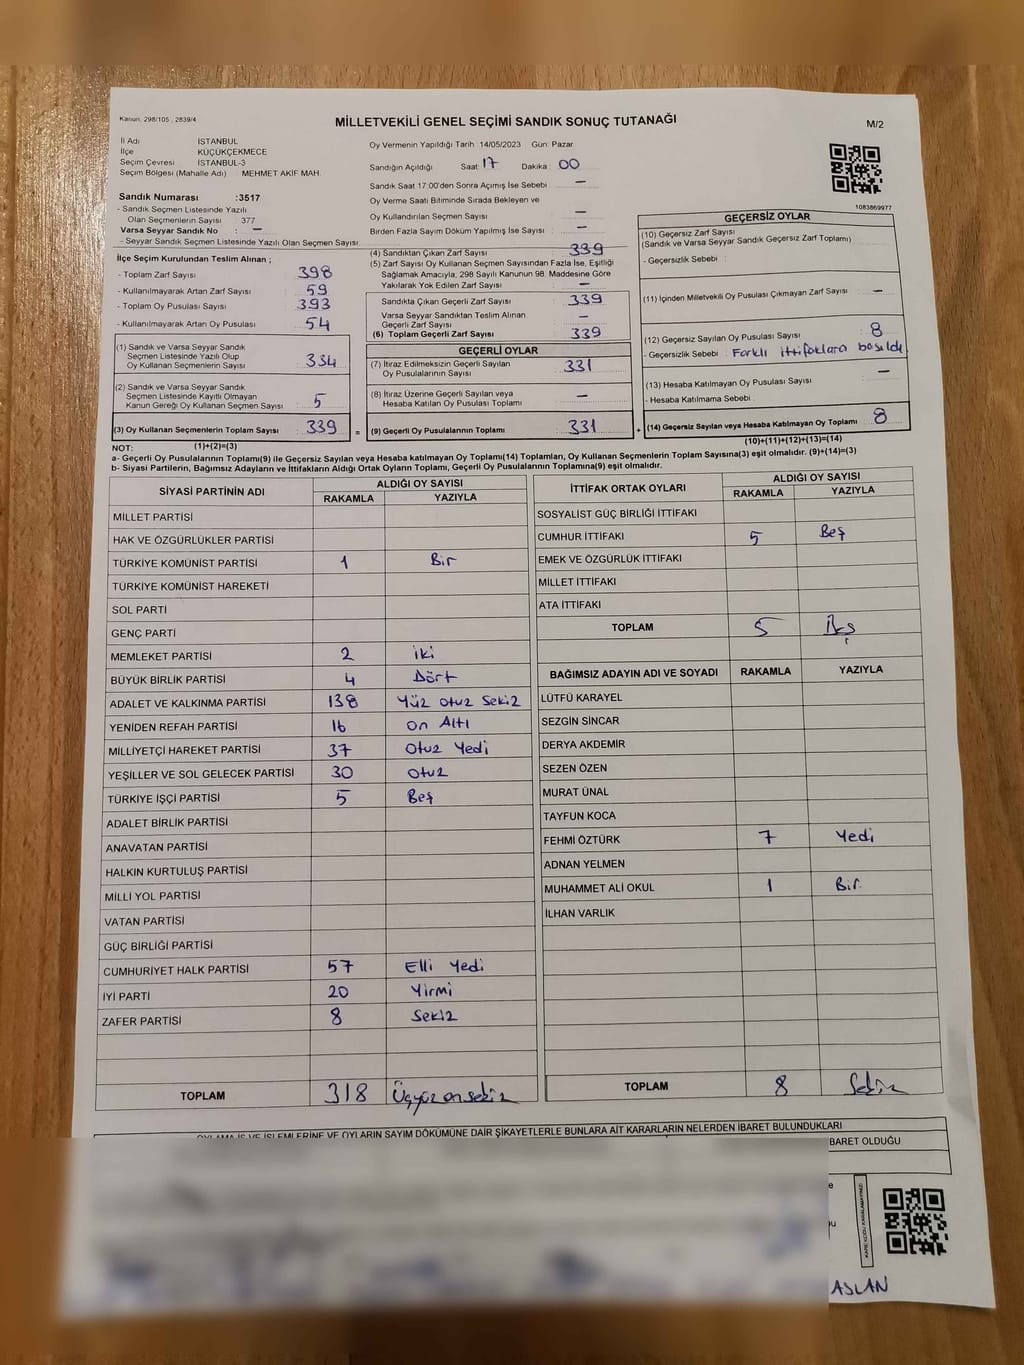 Kanun, 298/105 , 2839/4
MİLLETVEKİLİ GENEL SEÇİMİ SANDIK SONUÇ TUTANAĞI
M/2
İl Adı İSTANBUL
İlçe KÜÇÜKÇEKMECE
Seçim Çevresi İSTANBUL-3
Seçim Bölgesi (Mahalle Adı) MEHMET AKİF MAH.
Sandık Numarası :3517
- Sandık Seçmen Listesinde Yazılı
Olan Seçmenlerin Sayısı 377
Varsa Seyyar Sandık No : -
- Seyyar Sandık Seçmen Listesinde Yazılı Olan Seçmen Sayısı:
Oy Vermenin Yapıldığı Tarih 14/05/2023 Gün: Pazar
Sandığın Açıldığı Saat 17 Dakika 00
Sandık Saat 17:00'den Sonra Açımış İse Sebebi -
Oy Verme Saati Bitiminde Sırada Bekleyen ve
Oy Kullandırılan Seçmen Sayısı -
Birden Fazla Sayım Döküm Yapılmış İse Sayısı -
1083869977
İlçe Seçim Kurulundan Teslim Alınan ;
- Toplam Zarf Sayısı 398
- Kullanılmayarak Artan Zarf Sayısı 59
- Toplam Oy Pusulası Sayısı 393
- Kullanılmayarak Artan Oy Pusulası 54
(1) Sandık ve Varsa Seyyar Sandık
Seçmen Listesinde Yazılı Olup
Oy Kullanan Seçmenlerin Sayısı 334
(2) Sandık ve Varsa Seyyar Sandık
Seçmen Listesinde Kayıtlı Olmayan
Kanun Gereği Oy Kullanan Seçmen Sayısı 5
(3) Oy Kullanan Seçmenlerin Toplam Sayısı 339
(4) Sandıktan Çıkan Zarf Sayısı 339
(5) Zarf Sayısı Oy Kullanan Seçmen Sayısından Fazla İse, Eşitliği
Sağlamak Amacıyla, 298 Sayılı Kanunun 98. Maddesine Göre
Yakılarak Yok Edilen Zarf Sayısı -
Sandıkta Çıkan Geçerli Zarf Sayısı 339
Varsa Seyyar Sandıktan Teslim Alınan
Geçerli Zarf Sayısı -
(6) Toplam Geçerli Zarf Sayısı 339
GEÇERLİ OYLAR
(7) İtiraz Edilmeksizin Geçerli Sayılan
Oy Pusulalarının Sayısı 331
(8) İtiraz Üzerine Geçerli Sayılan veya
Hesaba Katılan Oy Pusulası Toplamı -
= (9) Geçerli Oy Pusulalarının Toplamı 331
GEÇERSİZ OYLAR
(10) Geçersiz Zarf Sayısı
(Sandık ve Varsa Seyyar Sandık Geçersiz Zarf Toplamı)
- Geçersizlik Sebebi :
(11) İçinden Milletvekili Oy Pusulası Çıkmayan Zarf Sayısı -
(12) Geçersiz Sayılan Oy Pusulası Sayısı 8
- Geçersizlik Sebebi : Farklı ittifaklara basıldı
(13) Hesaba Katılmayan Oy Pusulası Sayısı -
- Hesaba Katılmama Sebebi :
+ (14) Geçersiz Sayılan veya Hesaba Katılmayan Oy Toplamı 8
NOT: (1)+(2)=(3)
(10)+(11)+(12)+(13)=(14)
a- Geçerli Oy Pusulalarının Toplamı(9) ile Geçersiz Sayılan veya Hesaba Katılmayan Oy Toplamı(14) Toplamları, Oy Kullanan Seçmenlerin Toplam Sayısına(3) eşit olmalıdır. (9)+(14)=(3)
b- Siyasi Partilerin, Bağımsız Adayların ve İttifakların Aldığı Ortak Oyların Toplamı, Geçerli Oy Pusulalarının Toplamına(9) eşit olmalıdır.
SİYASİ PARTİNİN ADI ALDIĞI OY SAYISI
RAKAMLA YAZIYLA
MİLLET PARTİSİ
HAK VE ÖZGÜRLÜKLER PARTİSİ
TÜRKİYE KOMÜNİST PARTİSİ 1 Bir
TÜRKİYE KOMÜNİST HAREKETİ
SOL PARTİ
GENÇ PARTİ
MEMLEKET PARTİSİ 2 iki
BÜYÜK BİRLİK PARTİSİ 4 Dört
ADALET VE KALKINMA PARTİSİ 138 Yüz otuz Sekiz
YENİDEN REFAH PARTİSİ 16 on Altı
MİLLİYETÇİ HAREKET PARTİSİ 37 Otuz Yedi
YEŞİLLER VE SOL GELECEK PARTİSİ 30 otuz
TÜRKİYE İŞÇİ PARTİSİ 5 Beş
ADALET BİRLİK PARTİSİ
ANAVATAN PARTİSİ
HALKIN KURTULUŞ PARTİSİ
MİLLİ YOL PARTİSİ
VATAN PARTİSİ
GÜÇ BİRLİĞİ PARTİSİ
CUMHURİYET HALK PARTİSİ 57 Elli Yedi
İYİ PARTİ 20 Yirmi
ZAFER PARTİSİ 8 Sekiz
TOPLAM 318 Üçyüz onsekiz
İTTİFAK ORTAK OYLARI ALDIĞI OY SAYISI
RAKAMLA YAZIYLA
SOSYALİST GÜÇ BİRLİĞİ İTTİFAKI
CUMHUR İTTİFAKI 5 Beş
EMEK VE ÖZGÜRLÜK İTTİFAKI
MİLLET İTTİFAKI
ATA İTTİFAKI
TOPLAM 5 Beş
BAĞIMSIZ ADAYIN ADI VE SOYADI RAKAMLA YAZIYLA
LÜTFÜ KARAYEL
SEZGİN SİNCAR
DERYA AKDEMİR
SEZEN ÖZEN
MURAT ÜNAL
TAYFUN KOCA
FEHMİ ÖZTÜRK 7 Yedi
ADNAN YELMEN
MUHAMMET ALİ OKUL 1 Bir
İLHAN VARLIK
TOPLAM 8 Sekiz
OYLAMA İŞ VE İŞLEMLERİNE VE OYLARIN SAYIM DÖKÜMÜNE DAİR ŞİKAYETLERLE BUNLARA AİT KARARLARIN NELERDEN İBARET BULUNDUKLARI
BARET OLDUĞU
KARE KODU KARALAMAYINIZ!
ASLAN